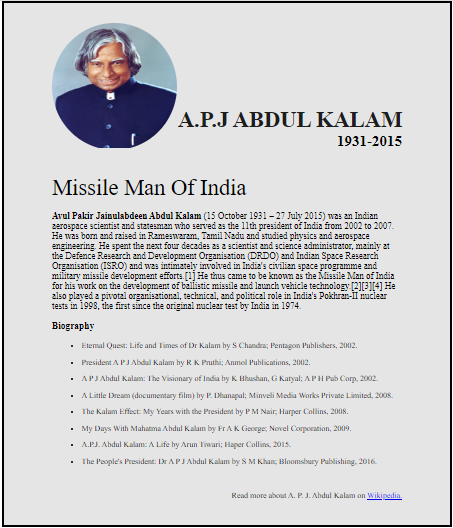 A.P.J ABDUL KALAM
1931-2015
Missile Man Of India
Avul Pakir Jainulabdeen Abdul Kalam (15 October 1931 – 27 July 2015) was an Indian
aerospace scientist and statesman who served as the 11th president of India from 2002 to 2007.
He was born and raised in Rameswaram, Tamil Nadu and studied physics and aerospace
engineering. He spent the next four decades as a scientist and science administrator, mainly at
the Defence Research and Development Organisation (DRDO) and Indian Space Research
Organisation (ISRO) and was intimately involved in India's civilian space programme and
military missile development efforts.[1] He thus came to be known as the Missile Man of India
for his work on the development of ballistic missile and launch vehicle technology.[2][3][4] He
also played a pivotal organisational, technical, and political role in India's Pokhran-II nuclear
tests in 1998, the first since the original nuclear test by India in 1974.
Biography
• Eternal Quest: Life and Times of Dr Kalam by S Chandra; Pentagon Publishers, 2002.
• President A P J Abdul Kalam by R K Pruthi; Anmol Publications, 2002.
• A P J Abdul Kalam: The Visionary of India by K Bhushan, G Katyal; A P H Pub Corp, 2002.
• A Little Dream (documentary film) by P. Dhanapal; Minveli Media Works Private Limited, 2008.
• The Kalam Effect: My Years with the President by P M Nair; Harper Collins, 2008.
• My Days With Mahatma Abdul Kalam by Fr A K George; Novel Corporation, 2009.
• A.P.J. Abdul Kalam: A Life by Arun Tiwari; Haper Collins, 2015.
• The People's President: Dr A P J Abdul Kalam by S M Khan; Bloomsbury Publishing, 2016.
Read more about A. P. J. Abdul Kalam on Wikipedia.